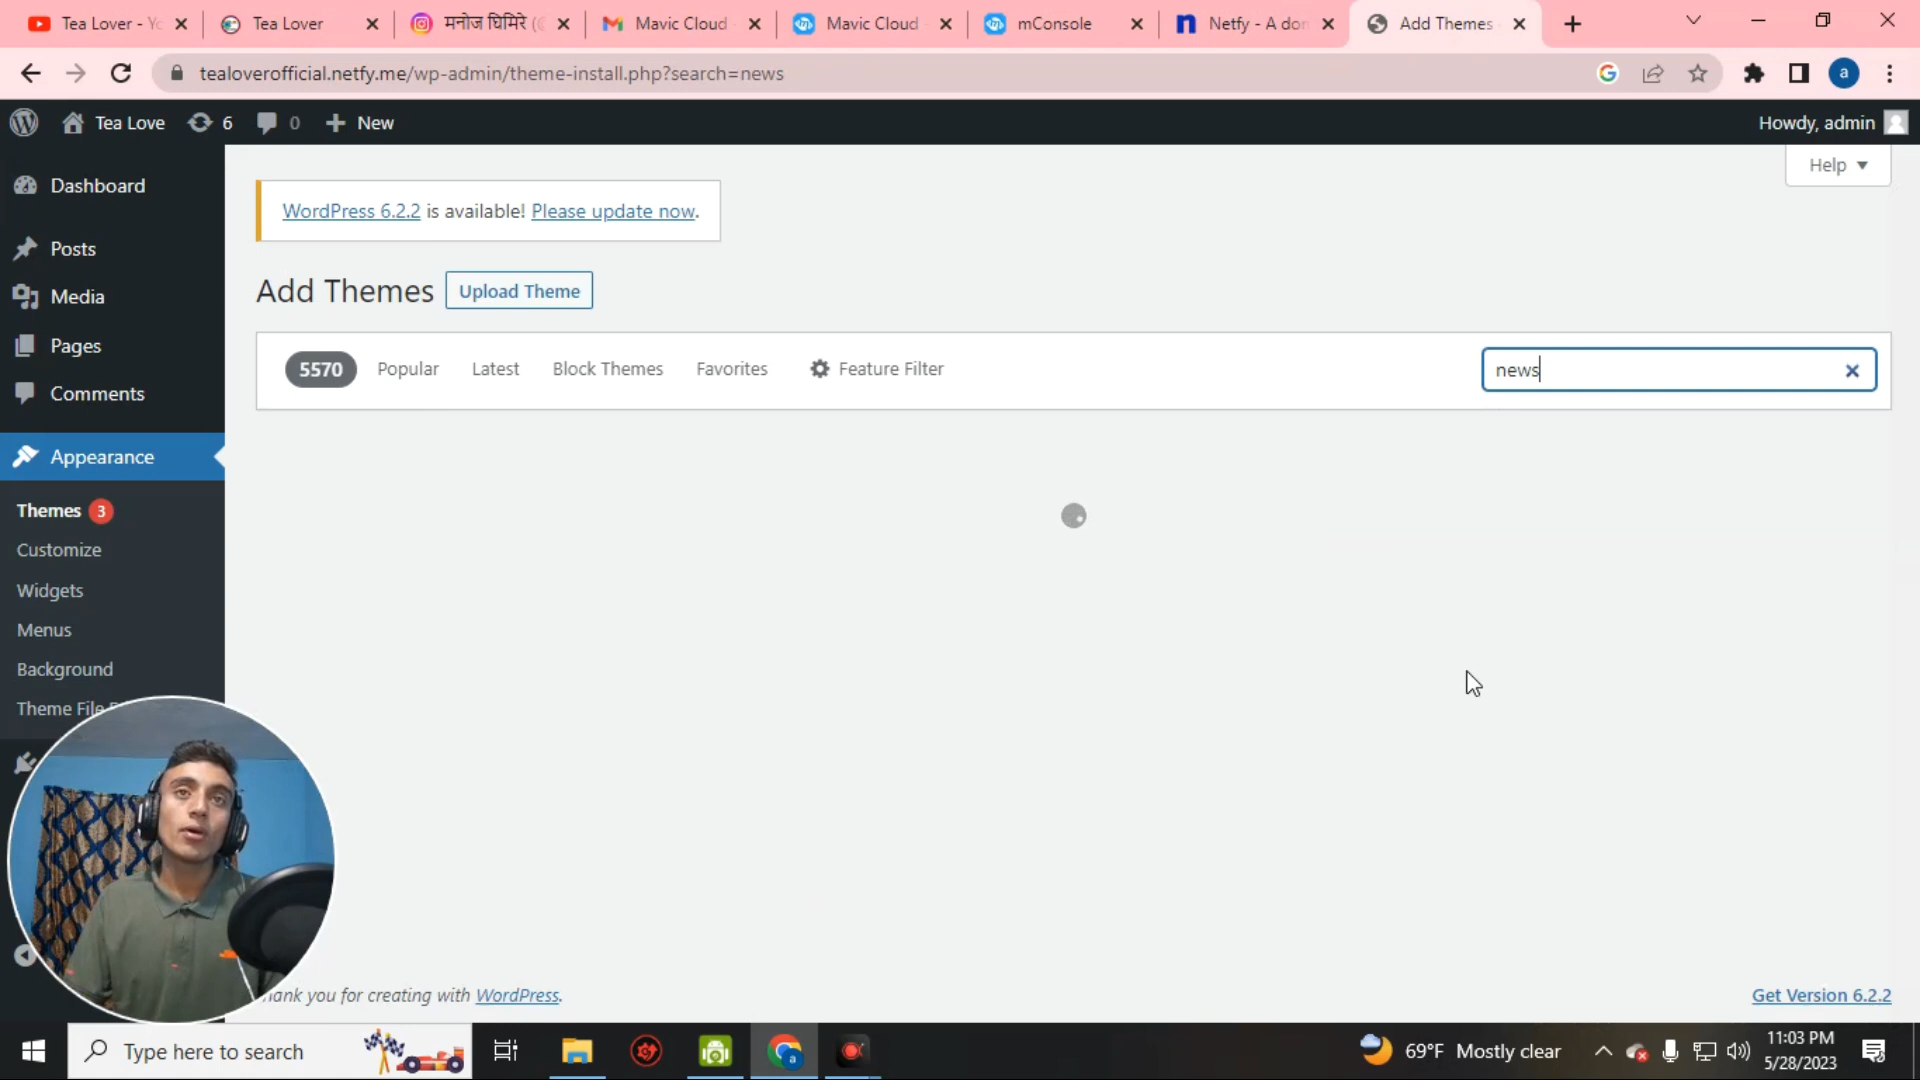 Tea Lover - Yo
Tea Lover
मनोज घिमिरे (@
Mavic Cloud
Mavic Cloud
mConsole
Netfy - A don
Add Themes
tealoverofficial.netfy.me/wp-admin/theme-install.php?search=news
a
Tea Love
6
0
New
Howdy, admin
Help
Dashboard
Posts
Media
Pages
Comments
Appearance
Themes 3
Customize
Widgets
Menus
Background
Theme File
WordPress 6.2.2 is available! Please update now.
Add Themes
Upload Theme
5570
Popular
Latest
Block Themes
Favorites
Feature Filter
news
hank you for creating with WordPress.
Get Version 6.2.2
Type here to search
69°F Mostly clear
11:03 PM
5/28/2023